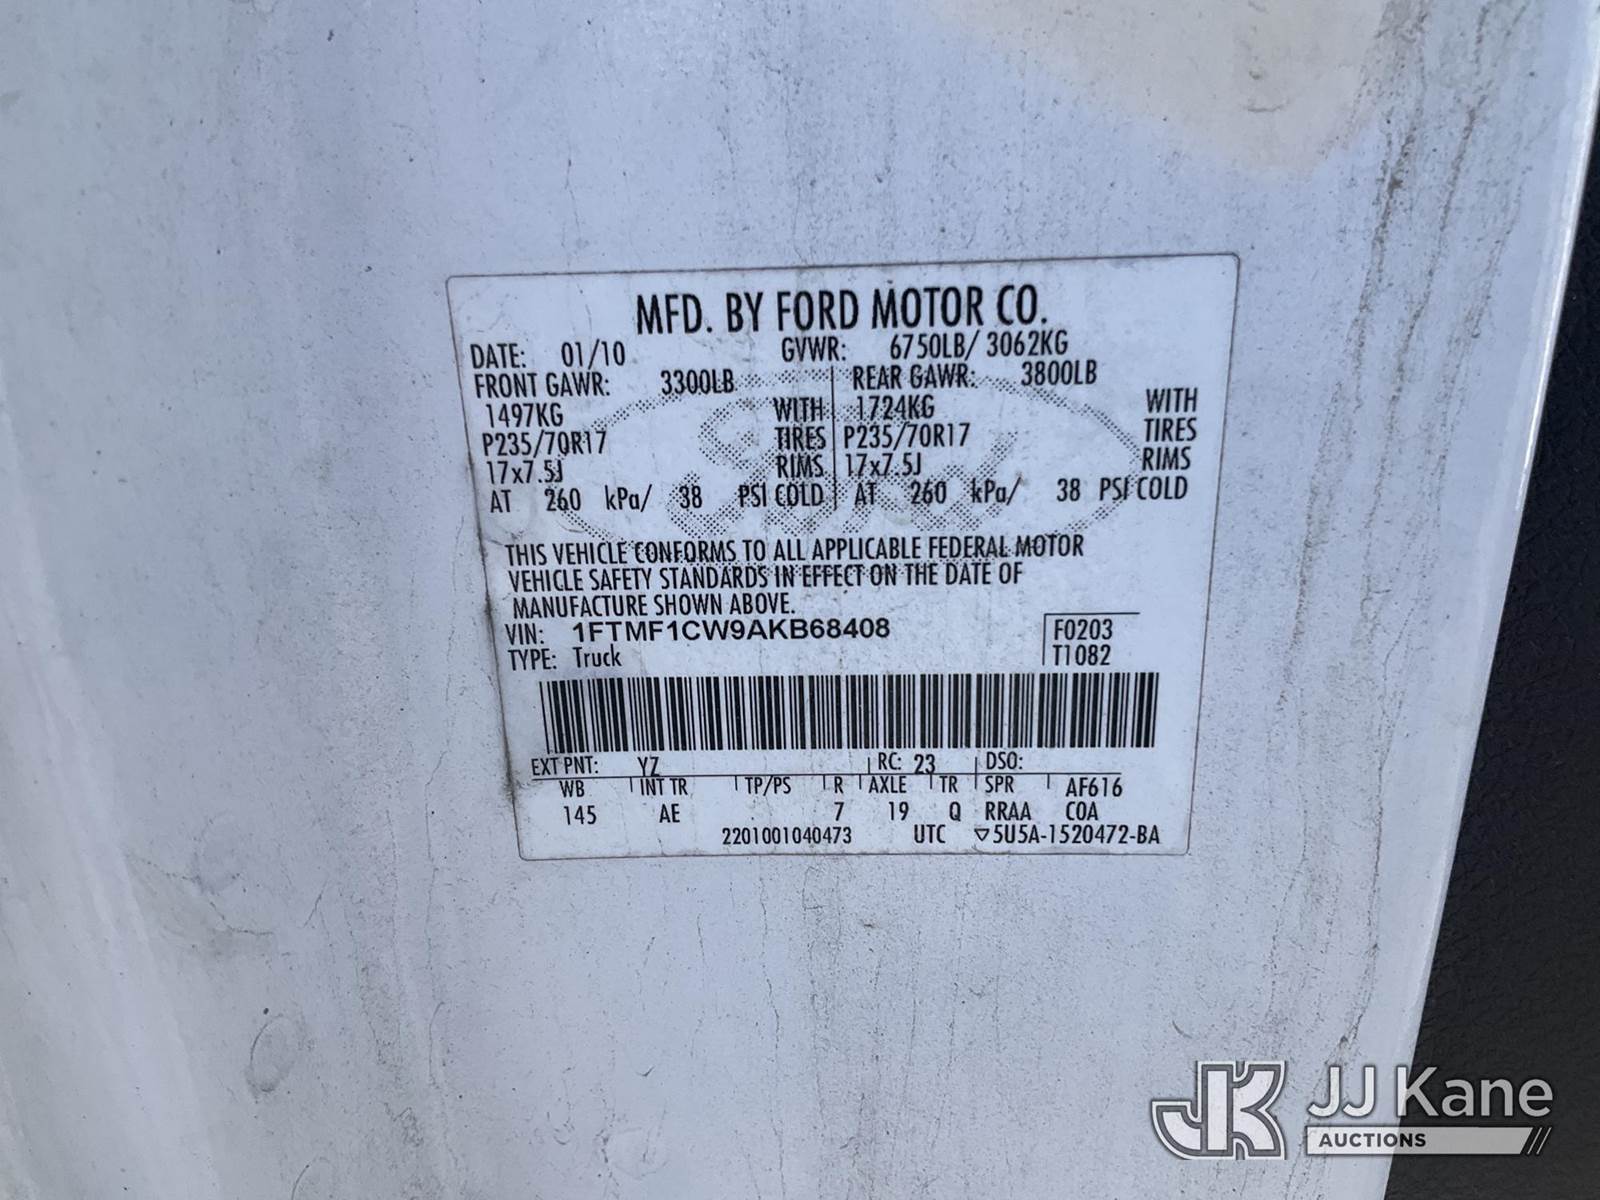 MFD. BY FORD MOTOR CO.
DATE: 01/10 GVWR: 6750LB/ 3062KG
FRONT GAWR: 3300LB REAR GAWR: 3800LB
1497KG WITH 1724KG WITH
P235/70R17 TIRES P235/70R17 TIRES
17x7.5J RIMS 17x7.5J RIMS
AT 260 kPa/ 38 PSI COLD AT 260 kPa/ 38 PSI COLD
THIS VEHICLE CONFORMS TO ALL APPLICABLE FEDERAL MOTOR
VEHICLE SAFETY STANDARDS IN EFFECT ON THE DATE OF
MANUFACTURE SHOWN ABOVE.
VIN: 1FTMF1CW9AKB68408 F0203
TYPE: Truck T1082
EXT PNT: YZ RC: 23 DSO:
WB INT TR TP/PS R AXLE TR SPR AF616
145 AE 7 19 Q RRAA COA
2201001040473 UTC ▽5U5A-1520472-BA
JK JJ Kane
AUCTIONS